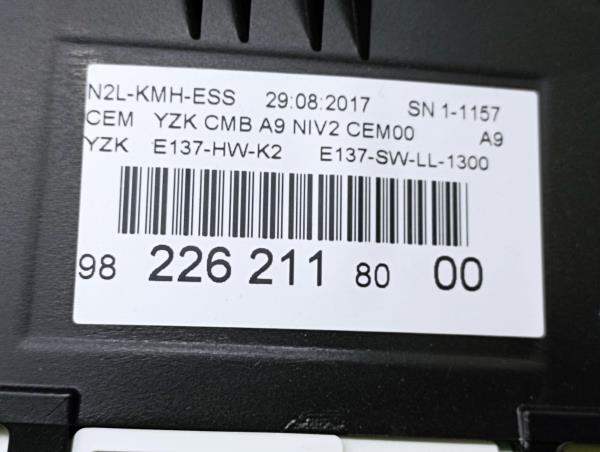 N2L-KMH-ESS 29:08:2017 SN 1-1157
CEM YZK CMB A9 NIV2 CEM00 A9
YZK E137-HW-K2 E137-SW-LL-1300
98 226 211 80 00